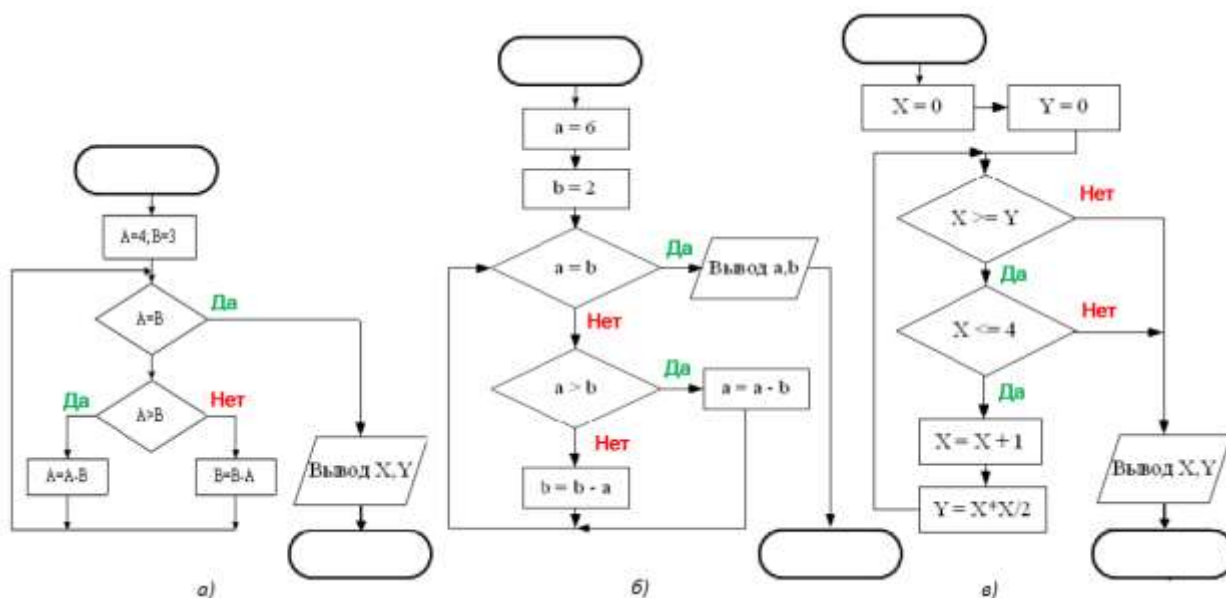 A=4,B=3
A=B
Да
A>B
Да
Нет
A=A-B
B=B-A
Вывод X,Y
а)
a = 6
b = 2
a = b
Да
Вывод a,b
Нет
a > b
Да
a = a - b
Нет
b = b - a
б)
X = 0
Y = 0
X >= Y
Нет
Да
X <= 4
Нет
Да
X = X + 1
Y = X*X/2
Вывод X,Y
в)